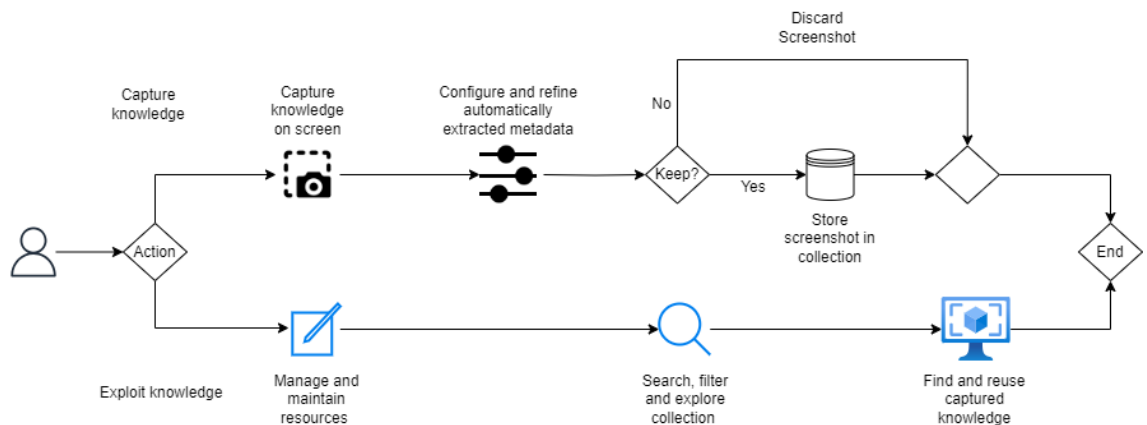 Discard
Screenshot
Capture
knowledge
Capture
knowledge
on screen
Configure and refine
automatically
extracted metadata
No
Keep?
Yes
Store
screenshot in
collection
Action
End
Exploit knowledge
Manage and
maintain
resources
Search, filter
and explore
collection
Find and reuse
captured
knowledge